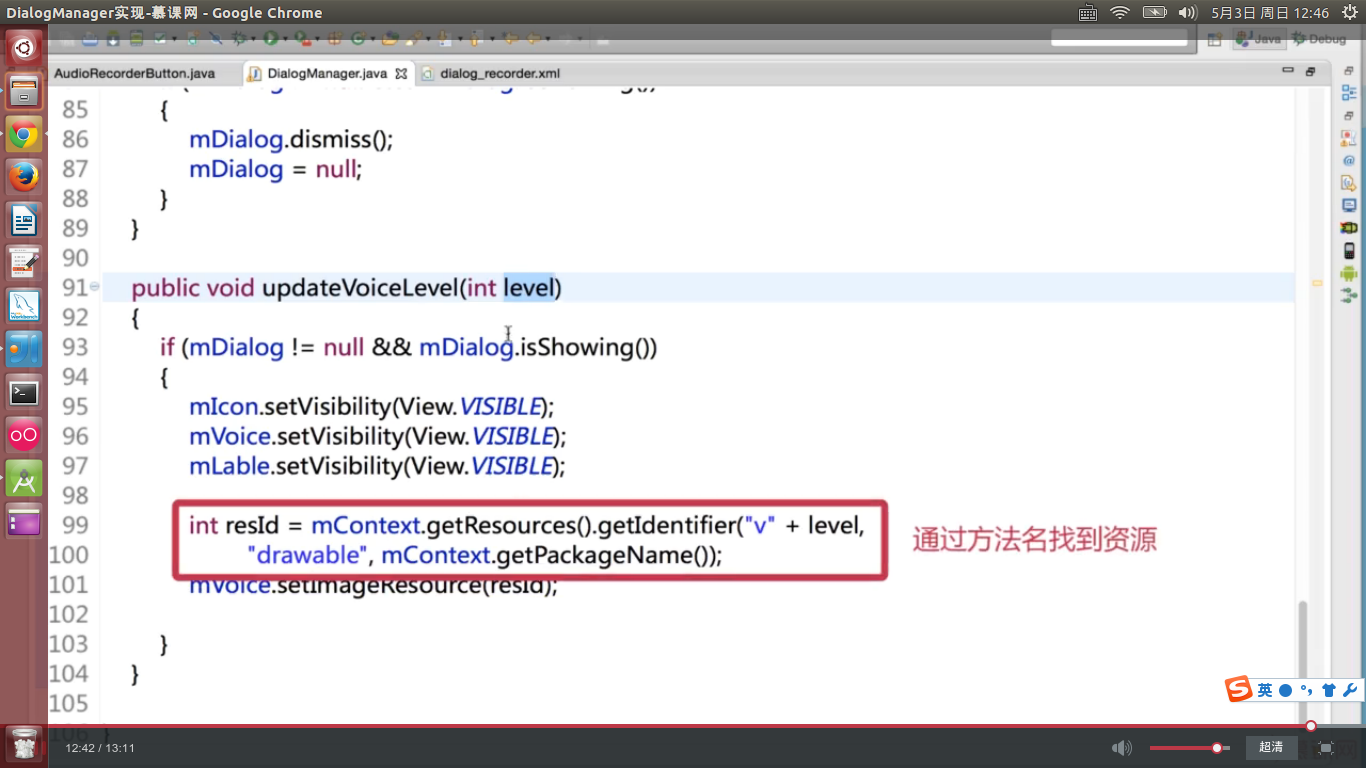 DialogManager实现-慕课网 - Google Chrome
5月3日 周日 12:46
Java
Debug
AudioRecorderButton.java
DialogManager.java
dialog_recorder.xml
85 {
86 mDialog.dismiss();
87 mDialog = null;
88 }
89 }
90
91 public void updateVoiceLevel(int level)
92 {
93 if (mDialog != null && mDialog.isShowing())
94 {
95 mIcon.setVisibility(View.VISIBLE);
96 mVoice.setVisibility(View.VISIBLE);
97 mLable.setVisibility(View.VISIBLE);
98
99 int resId = mContext.getResources().getIdentifier("v" + level,
通过方法名找到资源
100 "drawable", mContext.getPackageName());
101 mVoice.setImageResource(resId);
102
103 }
104 }
105
英
106 }
12:42 / 13:11
超清